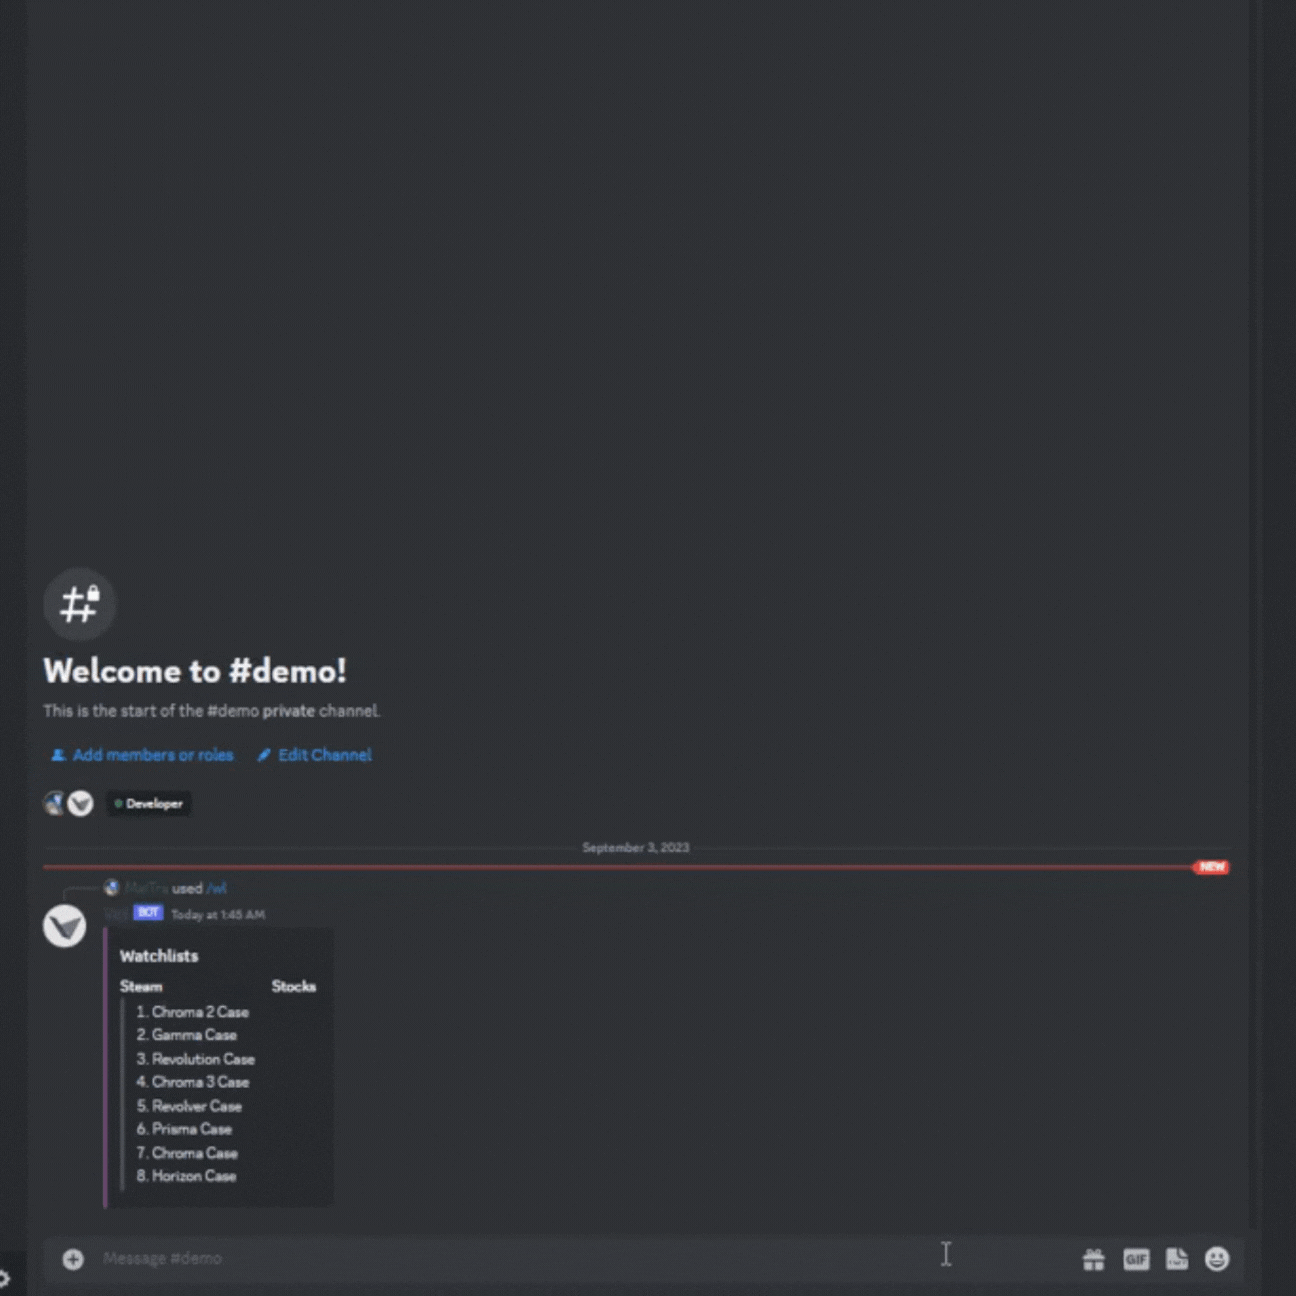 Welcome to #demo!
This is the start of the #demo private channel.
Add members or roles Edit Channel
Developer
September 3, 2023
NEW
used /wl
BOT Today at 1:45 AM
Watchlists
Steam Stocks
1. Chroma 2 Case
2. Gamma Case
3. Revolution Case
4. Chroma 3 Case
5. Revolver Case
6. Prisma Case
7. Chroma Case
8. Horizon Case
Message #demo
GIF